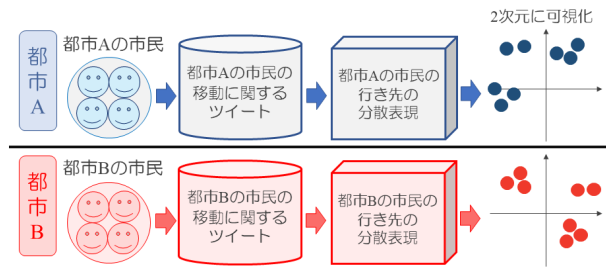 2次元に可視化
都市A
都市Aの市民
都市Aの市民の
移動に関する
ツイート
都市Aの市民の
行き先の
分散表現
都市B
都市Bの市民
都市Bの市民の
移動に関する
ツイート
都市Bの市民の
行き先の
分散表現